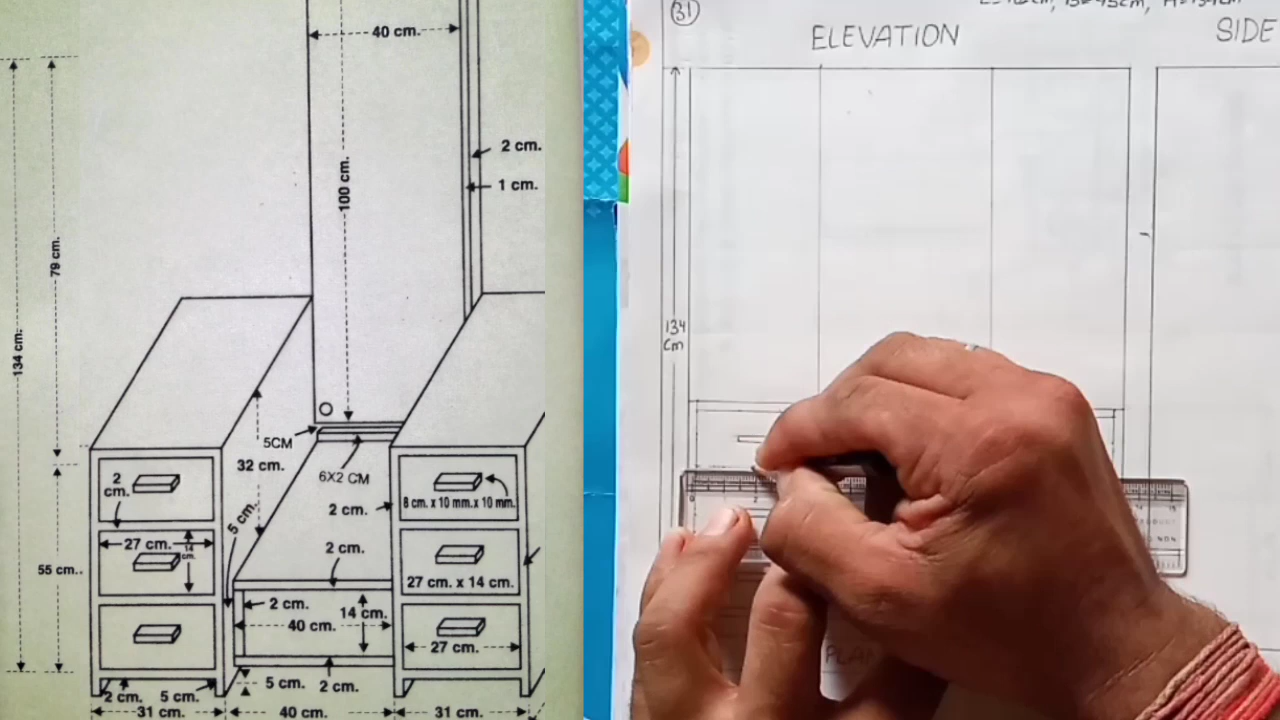 40 cm.
2 cm.
1 cm.
100 cm.
79 cm.
134 cm.
5CM
32 cm.
6X2 CM
2 cm.
8 cm. x 10 mm. x 10 mm.
2 cm.
5 cm.
27 cm.
14 cm.
2 cm.
27 cm. x 14 cm.
55 cm..
2 cm.
14 cm.
40 cm.
27 cm.
5 cm.
2 cm.
2 cm.
5 cm.
31 cm.
40 cm.
31 cm.
31
ELEVATION
SIDE
134 cm